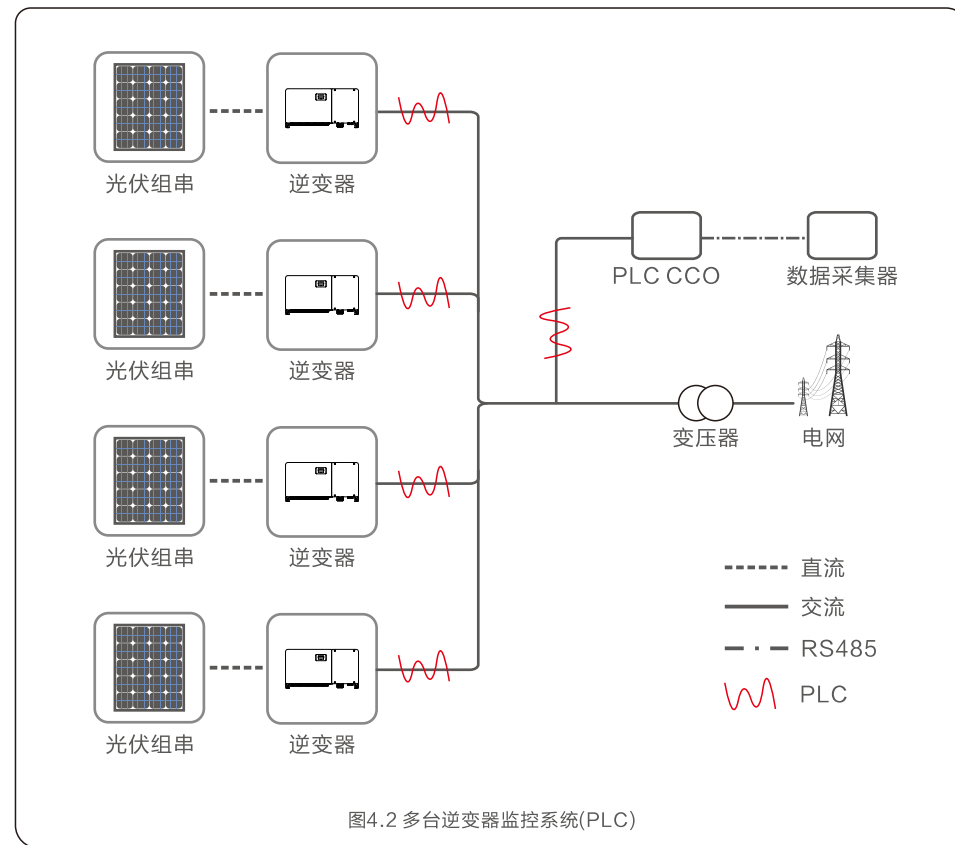 光伏组串
逆变器
光伏组串
逆变器
光伏组串
逆变器
光伏组串
逆变器
PLC CCO
数据采集器
变压器
电网
直流
交流
RS485
PLC
图4.2 多台逆变器监控系统(PLC)